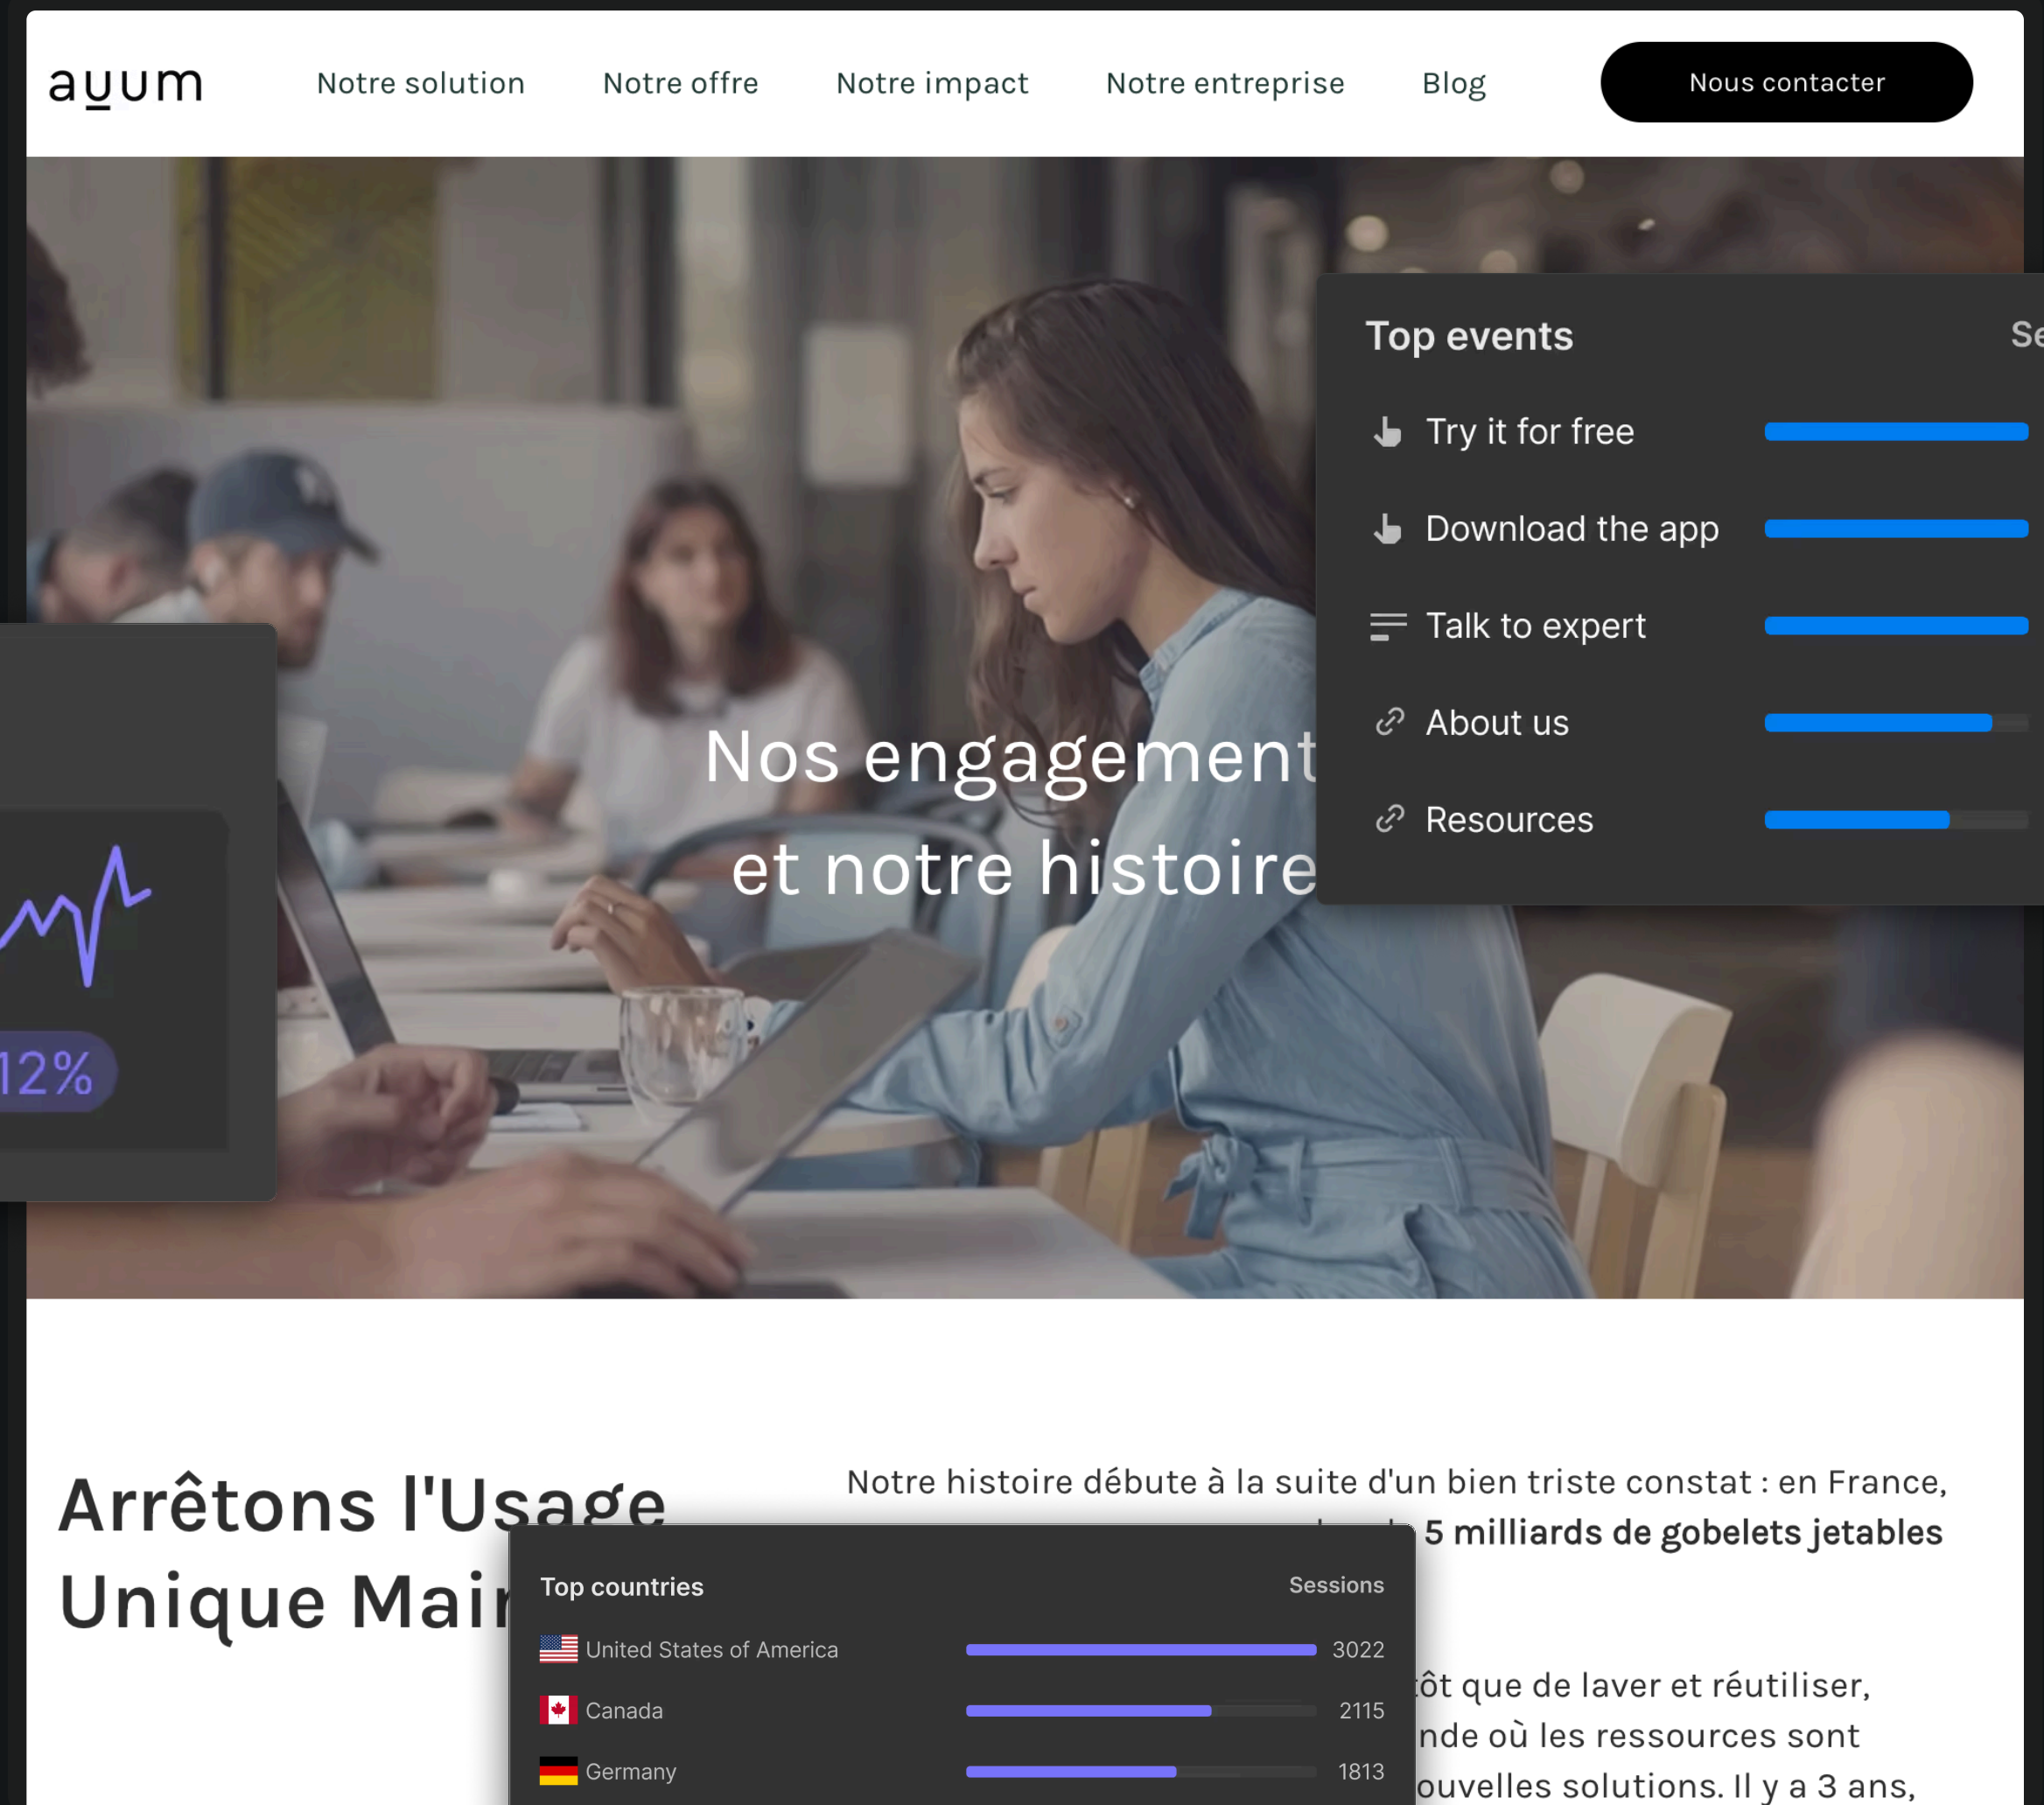 auum
Notre solution
Notre offre
Notre impact
Notre entreprise
Blog
Nous contacter
Top events
Try it for free
Download the app
Talk to expert
About us
Resources
Nos engagement
et notre histoire
12%
Arrêtons l'Usage
Unique
Notre histoire débute à la suite d'un bien triste constat : en France,
5 milliards de gobelets jetables
Top countries
Sessions
United States of America
3022
Canada
2115
Germany
1813
que de laver et réutiliser,
où les ressources sont
solutions. Il y a 3 ans,